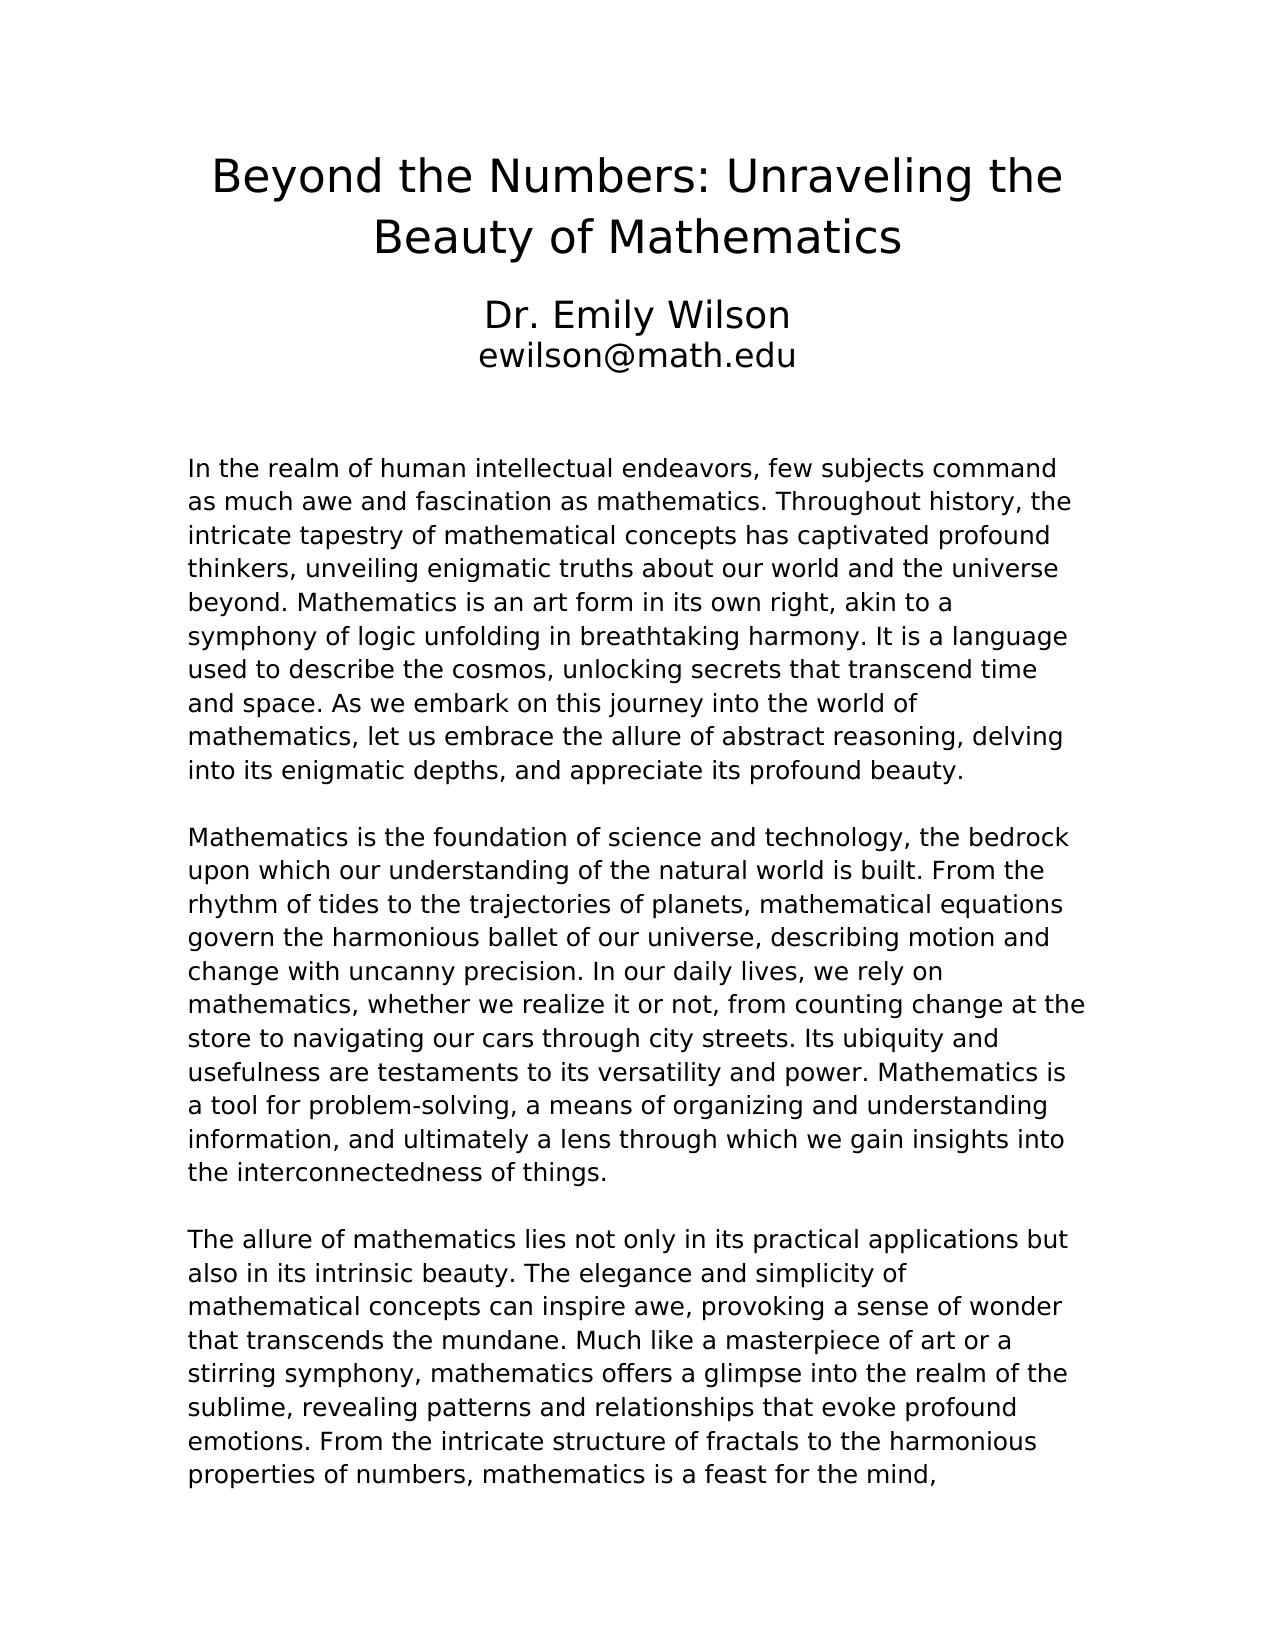 Beyond the Numbers: Unraveling the
Beauty of Mathematics
Dr. Emily Wilson
ewilson@math.edu
In the realm of human intellectual endeavors, few subjects command
as much awe and fascination as mathematics. Throughout history, the
intricate tapestry of mathematical concepts has captivated profound
thinkers, unveiling enigmatic truths about our world and the universe
beyond. Mathematics is an art form in its own right, akin to a
symphony of logic unfolding in breathtaking harmony. It is a language
used to describe the cosmos, unlocking secrets that transcend time
and space. As we embark on this journey into the world of
mathematics, let us embrace the allure of abstract reasoning, delving
into its enigmatic depths, and appreciate its profound beauty.
Mathematics is the foundation of science and technology, the bedrock
upon which our understanding of the natural world is built. From the
rhythm of tides to the trajectories of planets, mathematical equations
govern the harmonious ballet of our universe, describing motion and
change with uncanny precision. In our daily lives, we rely on
mathematics, whether we realize it or not, from counting change at the
store to navigating our cars through city streets. Its ubiquity and
usefulness are testaments to its versatility and power. Mathematics is
a tool for problem-solving, a means of organizing and understanding
information, and ultimately a lens through which we gain insights into
the interconnectedness of things.
The allure of mathematics lies not only in its practical applications but
also in its intrinsic beauty. The elegance and simplicity of
mathematical concepts can inspire awe, provoking a sense of wonder
that transcends the mundane. Much like a masterpiece of art or a
stirring symphony, mathematics offers a glimpse into the realm of the
sublime, revealing patterns and relationships that evoke profound
emotions. From the intricate structure of fractals to the harmonious
properties of numbers, mathematics is a feast for the mind,